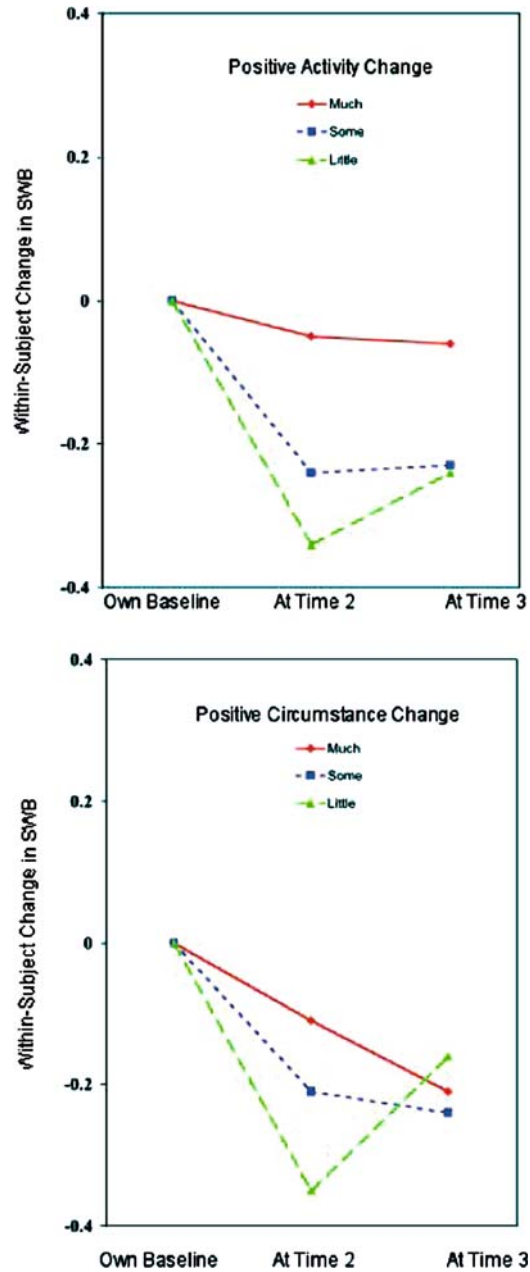 0.4
Positive Activity Change
Much
Some
Little
0.2
Within-Subject Change in SWB
0
-0.2
-0.4
Own Baseline At Time 2 At Time 3
0.4
Positive Circumstance Change
Much
Some
Little
0.2
Within-Subject Change in SWB
0
-0.2
-0.4
Own Baseline At Time 2 At Time 3